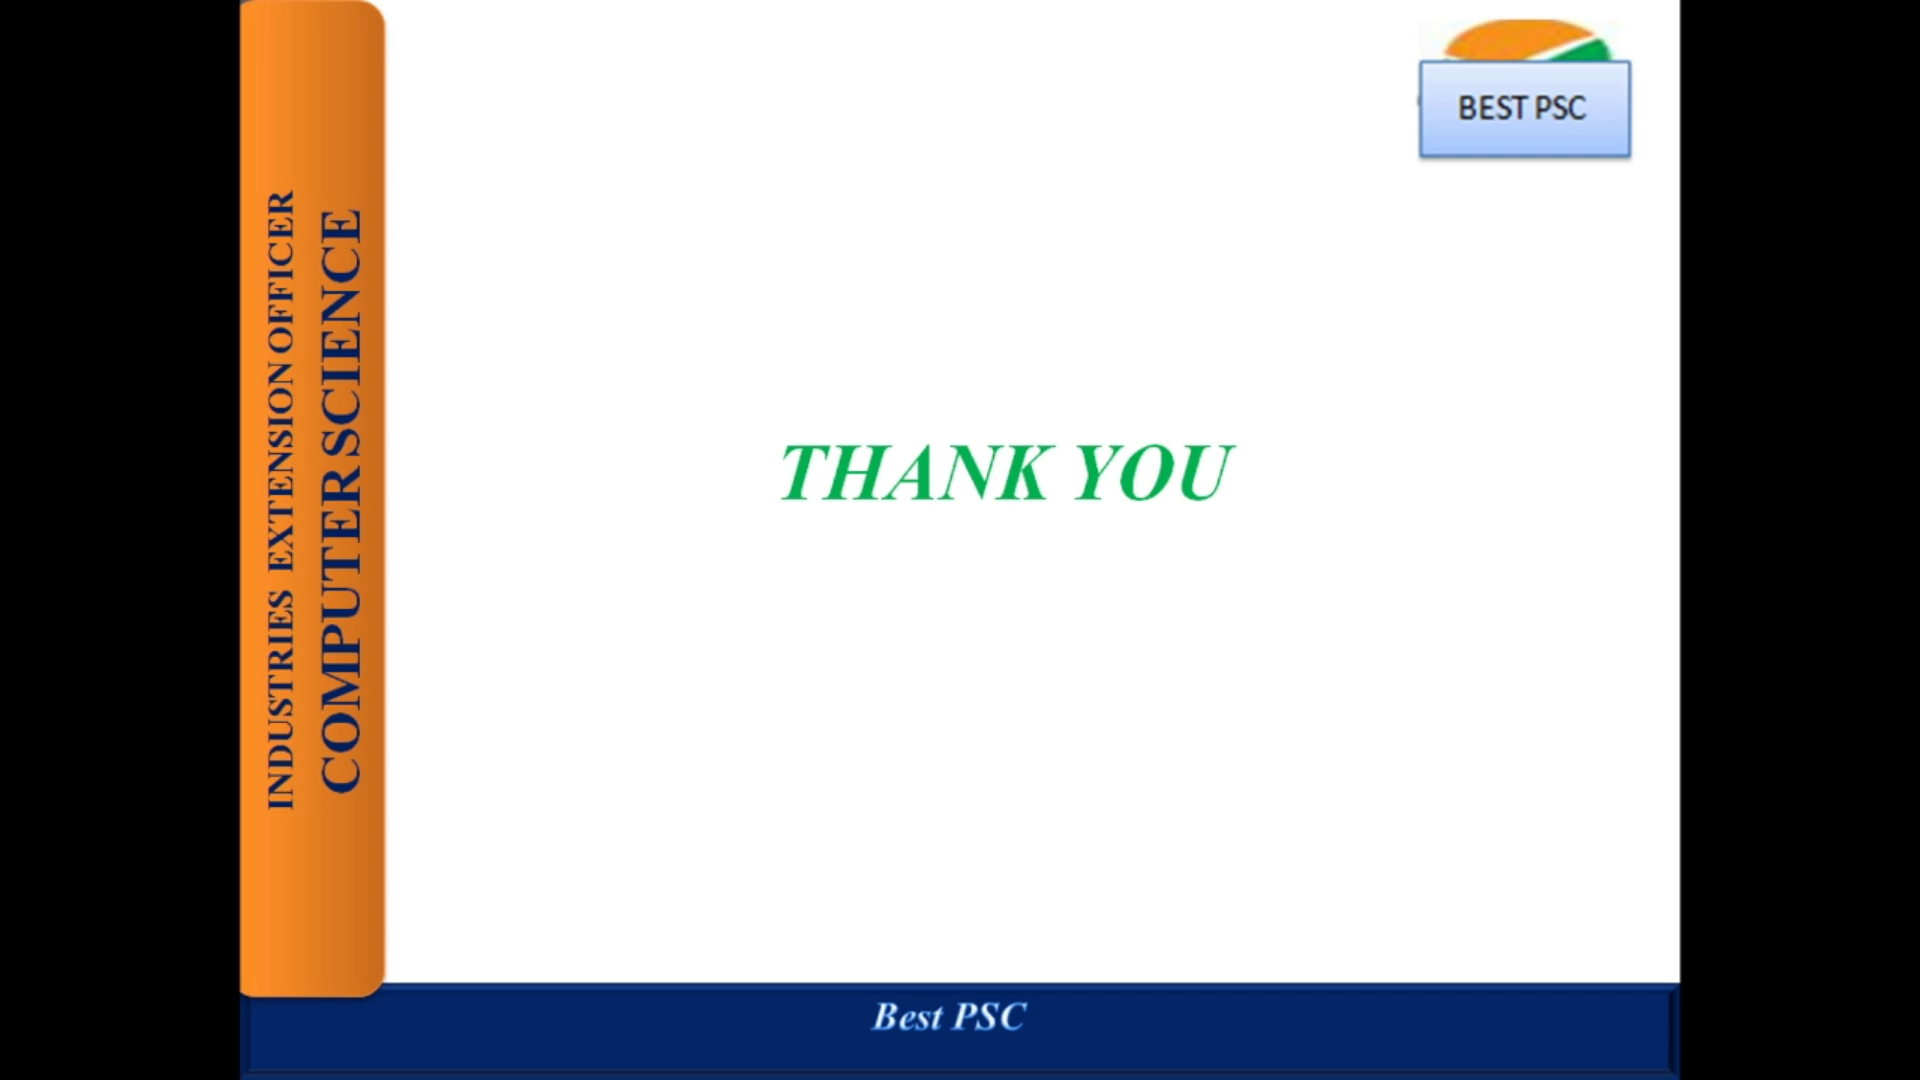 INDUSTRIES EXTENSION OFFICER
COMPUTER SCIENCE
BEST PSC
THANK YOU
Best PSC